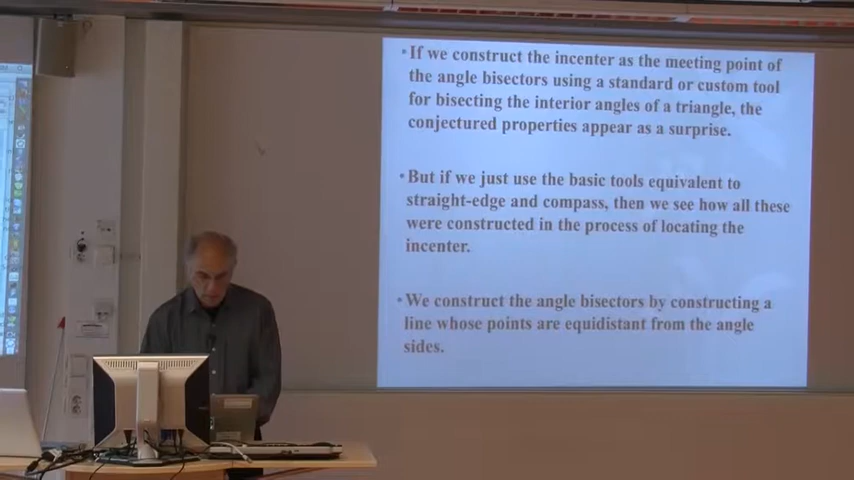 •If we construct the incenter as the meeting point of
the angle bisectors using a standard or custom tool
for bisecting the interior angles of a triangle, the
conjectured properties appear as a surprise.
•But if we just use the basic tools equivalent to
straight-edge and compass, then we see how all these
were constructed in the process of locating the
incenter.
•We construct the angle bisectors by constructing a
line whose points are equidistant from the angle
sides.